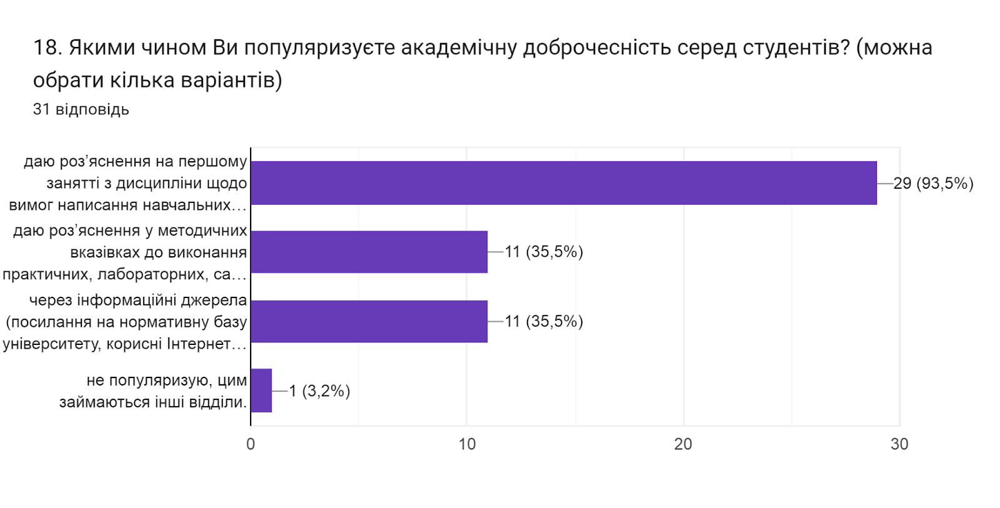 18. Якими чином Ви популяризуєте академічну доброчесність серед студентів? (можна
обрати кілька варіантів)
31 відповідь
даю роз’яснення на першому
занятті з дисципліни щодо
вимог написання навчальних…
29 (93,5%)
даю роз’яснення у методичних
вказівках до виконання
практичних, лабораторних, са…
11 (35,5%)
через інформаційні джерела
(посилання на нормативну базу
університету, корисні Інтернет…
11 (35,5%)
не популяризую, цим
займаються інші відділи.
1 (3,2%)
0 10 20 30